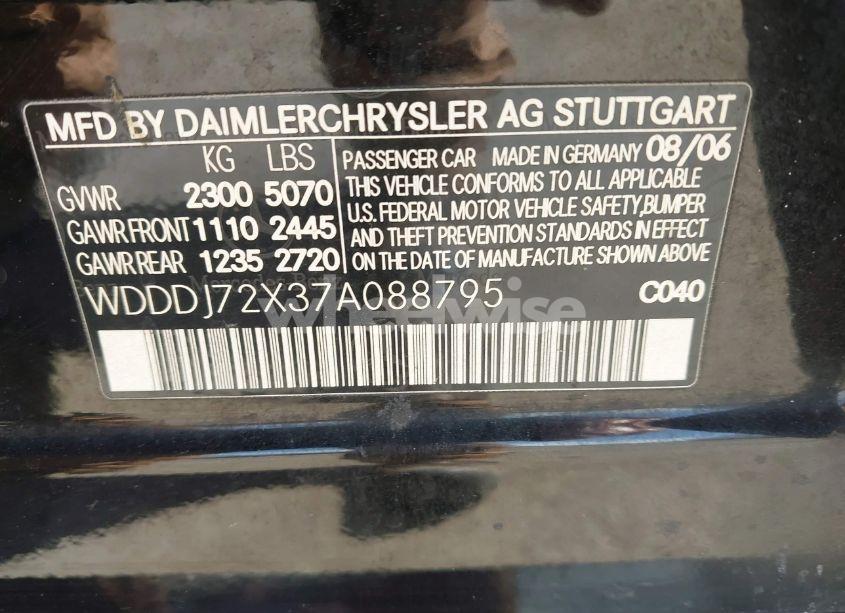 MFD BY DAIMLERCHRYSLER AG STUTTGART
KG LBS
GVWR 2300 5070
GAWR FRONT 1110 2445
GAWR REAR 1235 2720
PASSENGER CAR MADE IN GERMANY 08/06
THIS VEHICLE CONFORMS TO ALL APPLICABLE
U.S. FEDERAL MOTOR VEHICLE SAFETY,BUMPER
AND THEFT PREVENTION STANDARDS IN EFFECT
ON THE DATE OF MANUFACTURE SHOWN ABOVE
WDDDJ72X37A088795 C040
wheelwise